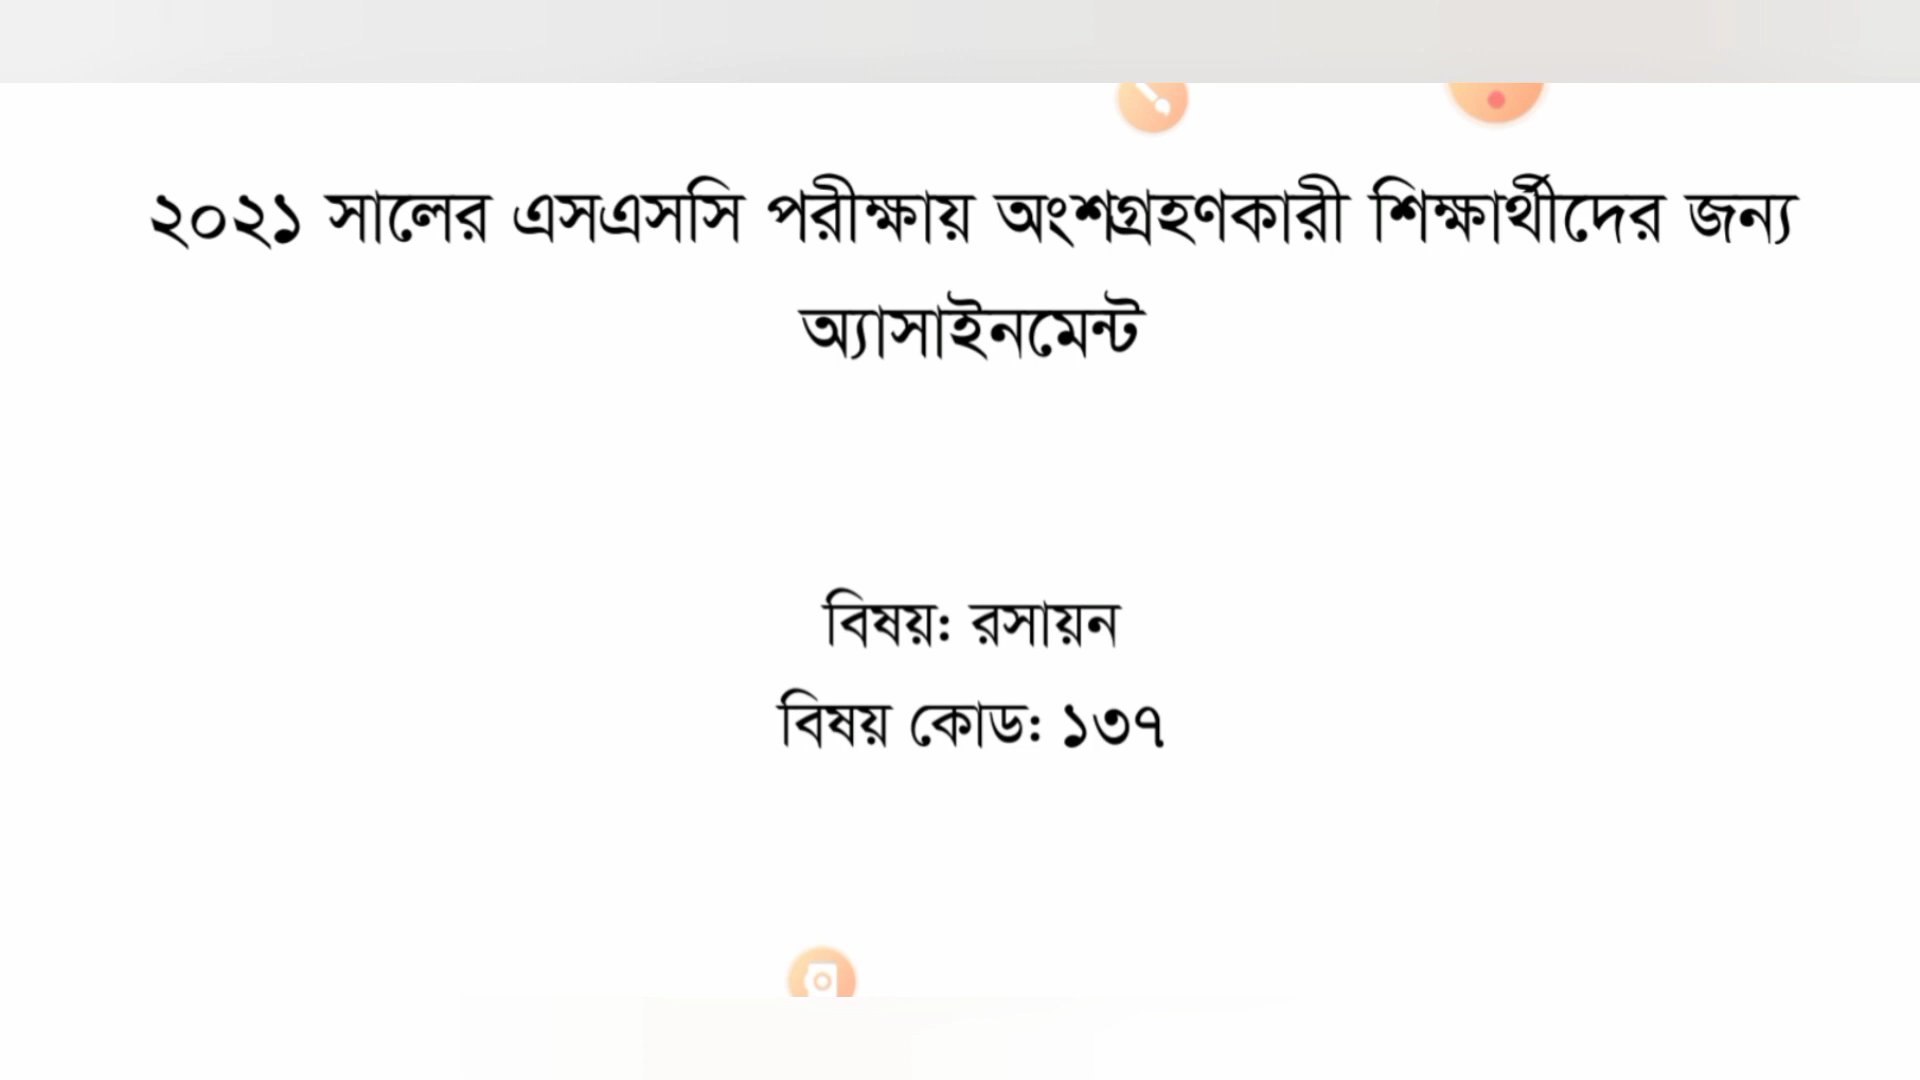 ২০২১ সালের এসএসসি পরীক্ষায় অংশগ্রহণকারী শিক্ষার্থীদের জন্য
অ্যাসাইনমেন্ট
বিষয়: রসায়ন
বিষয় কোড: ১৩৭